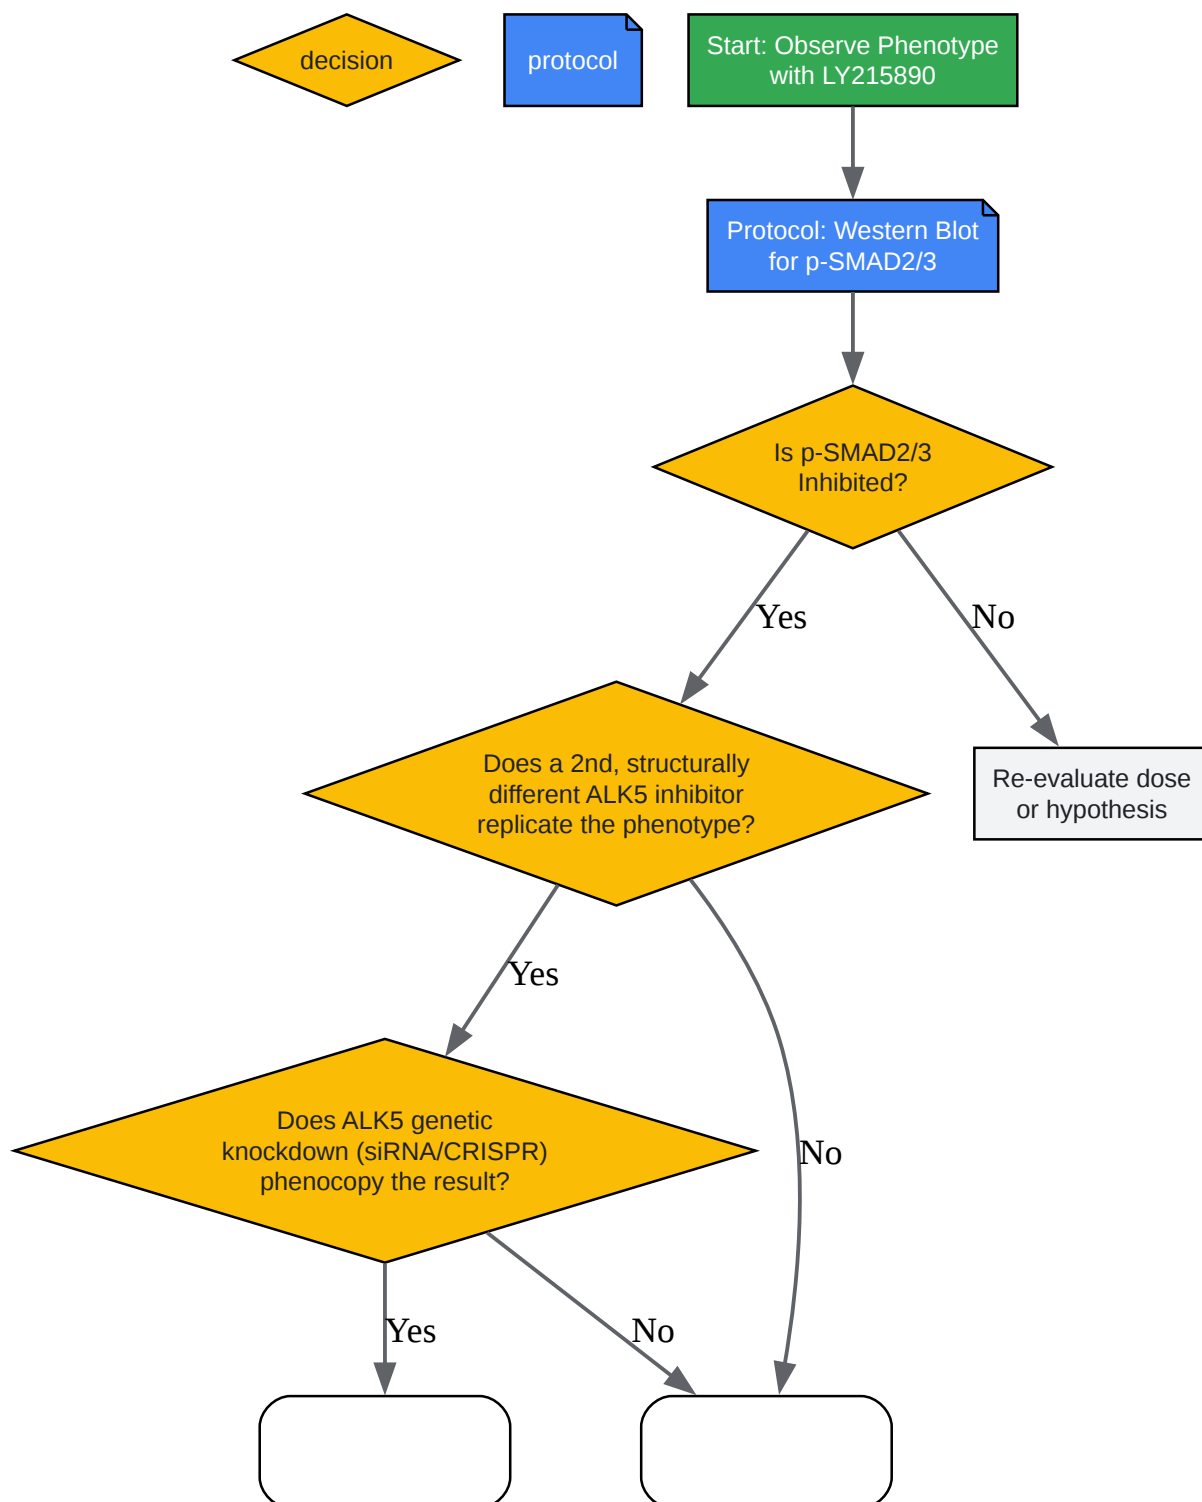 decision
protocol
Start: Observe Phenotype
with LY215890
Protocol: Western Blot
for p-SMAD2/3
Is p-SMAD2/3
Inhibited?
Yes
No
Does a 2nd, structurally
different ALK5 inhibitor
replicate the phenotype?
Re-evaluate dose
or hypothesis
Yes
No
Does ALK5 genetic
knockdown (siRNA/CRISPR)
phenocopy the result?
Yes
No